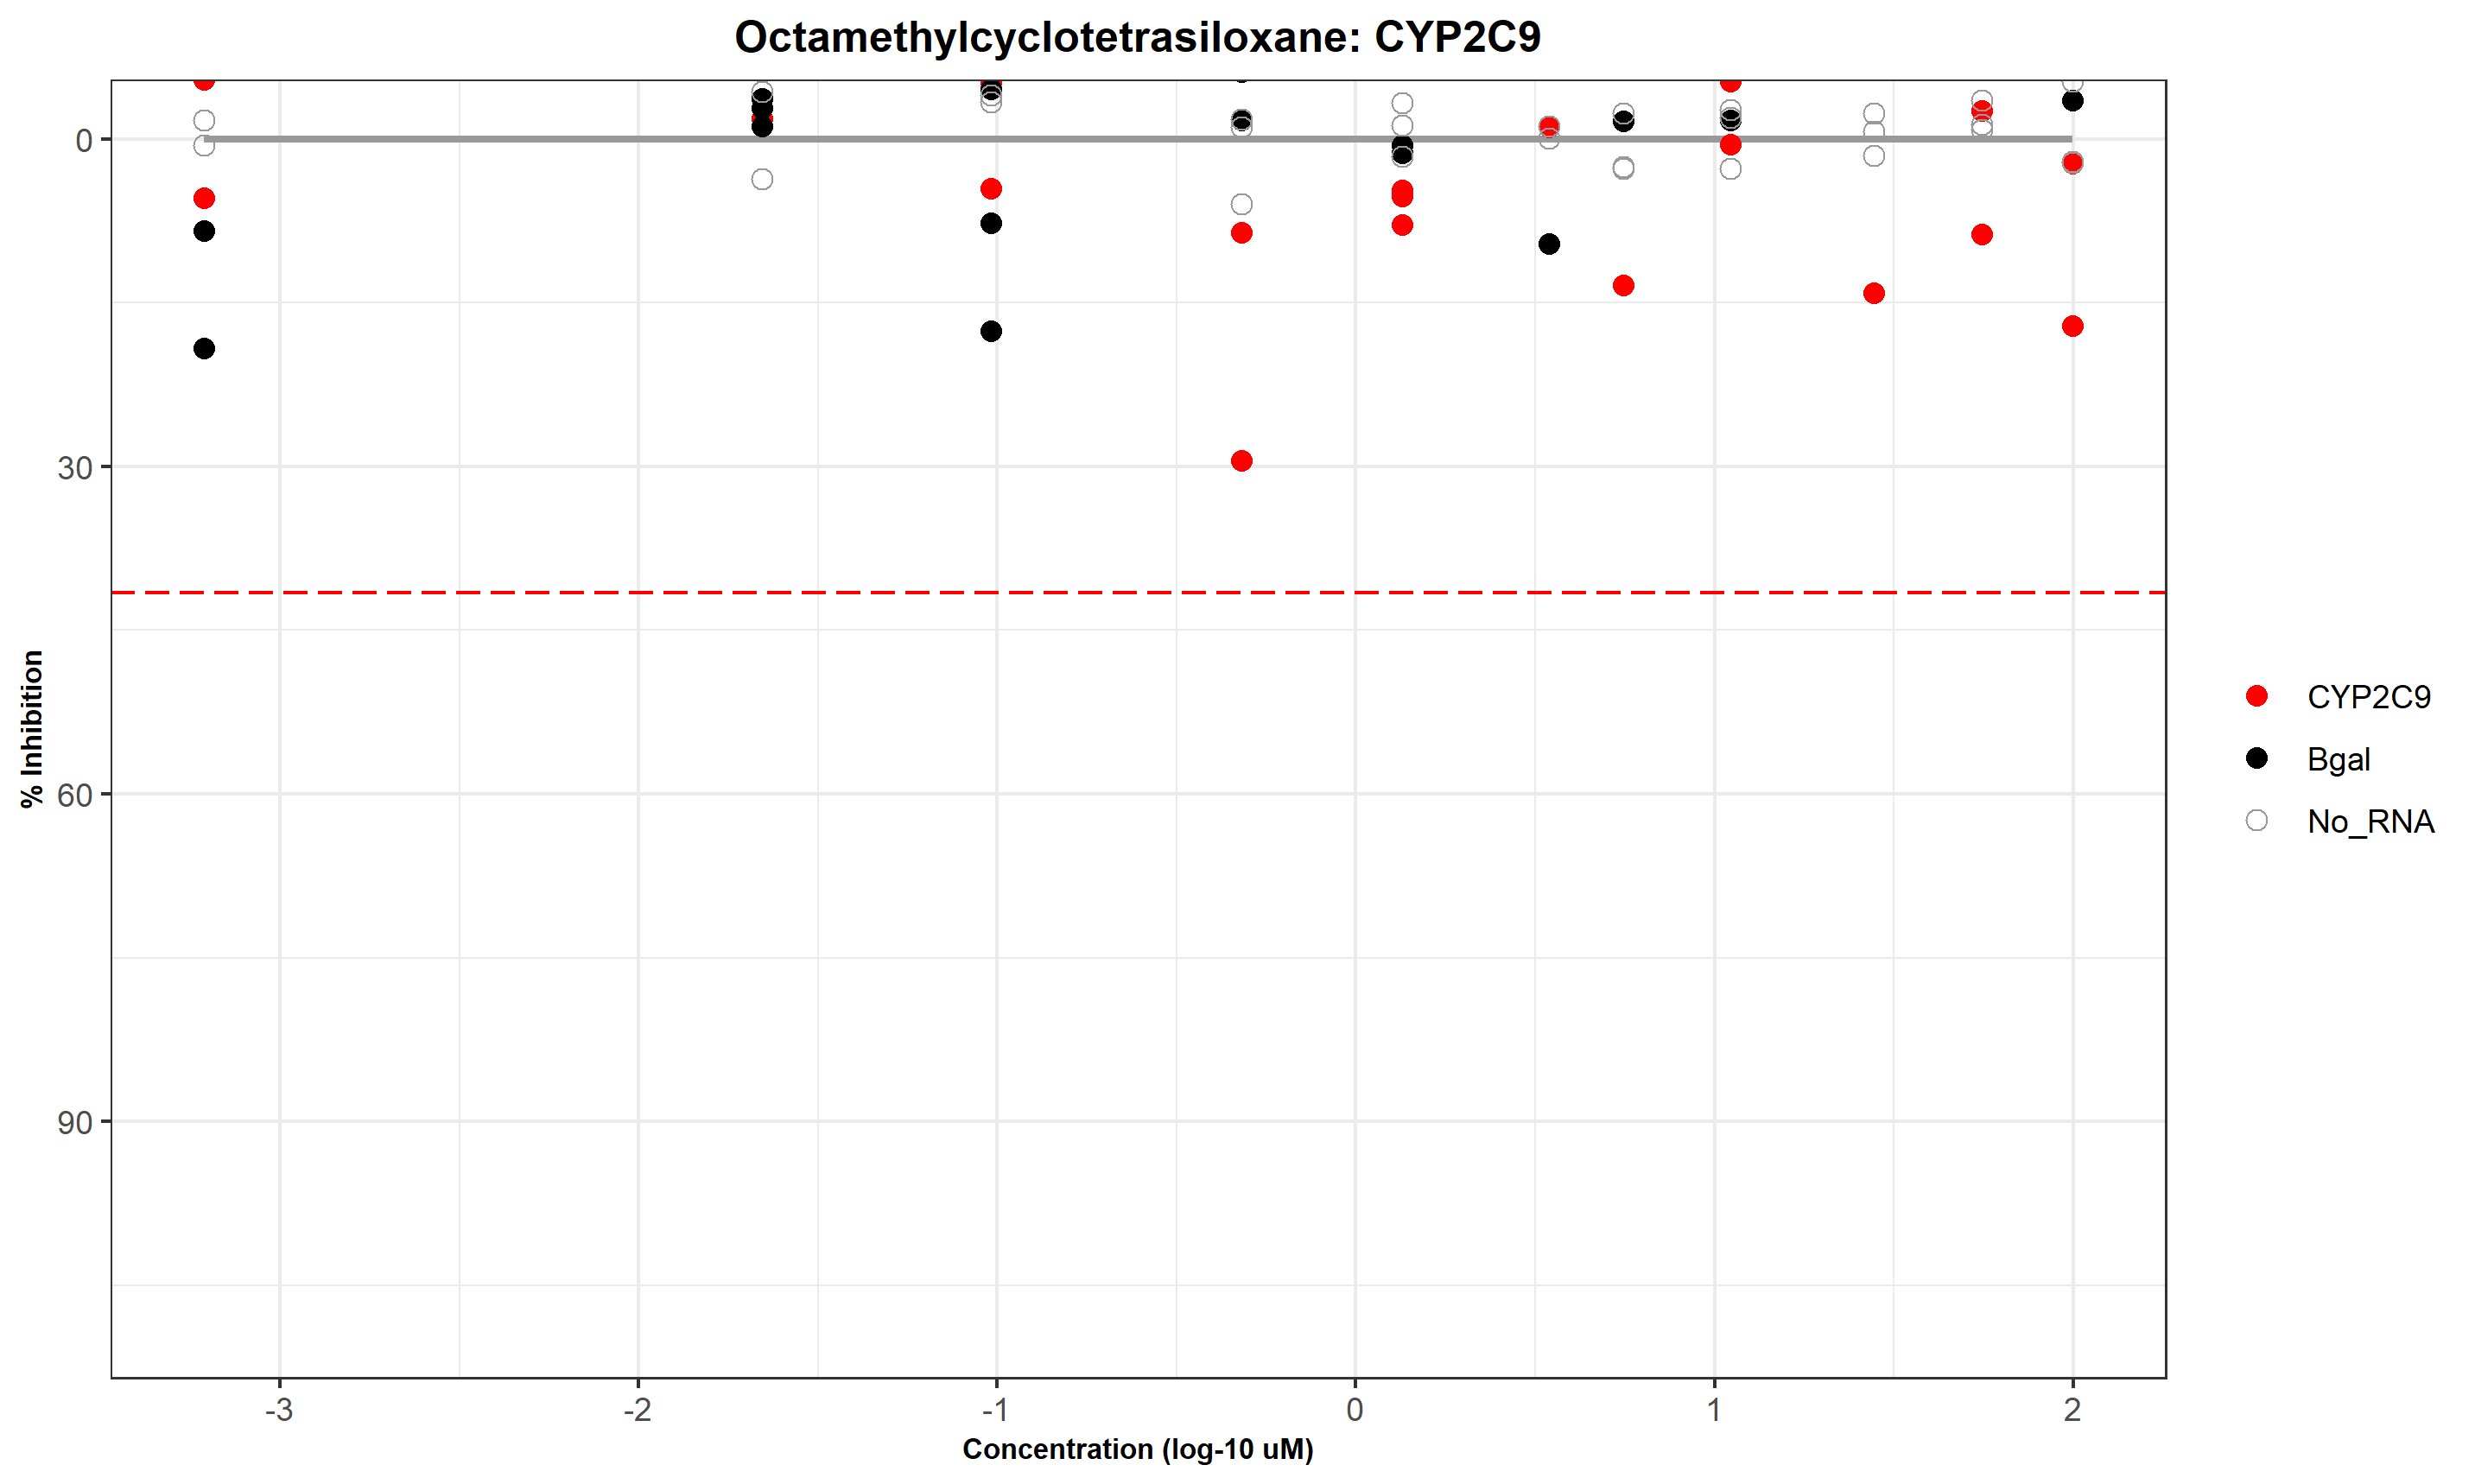 Octamethylcyclotetrasiloxane: CYP2C9
% Inhibition
0
30
60
90
-3
-2
-1
0
1
2
Concentration (log-10 uM)
CYP2C9
Bgal
No_RNA